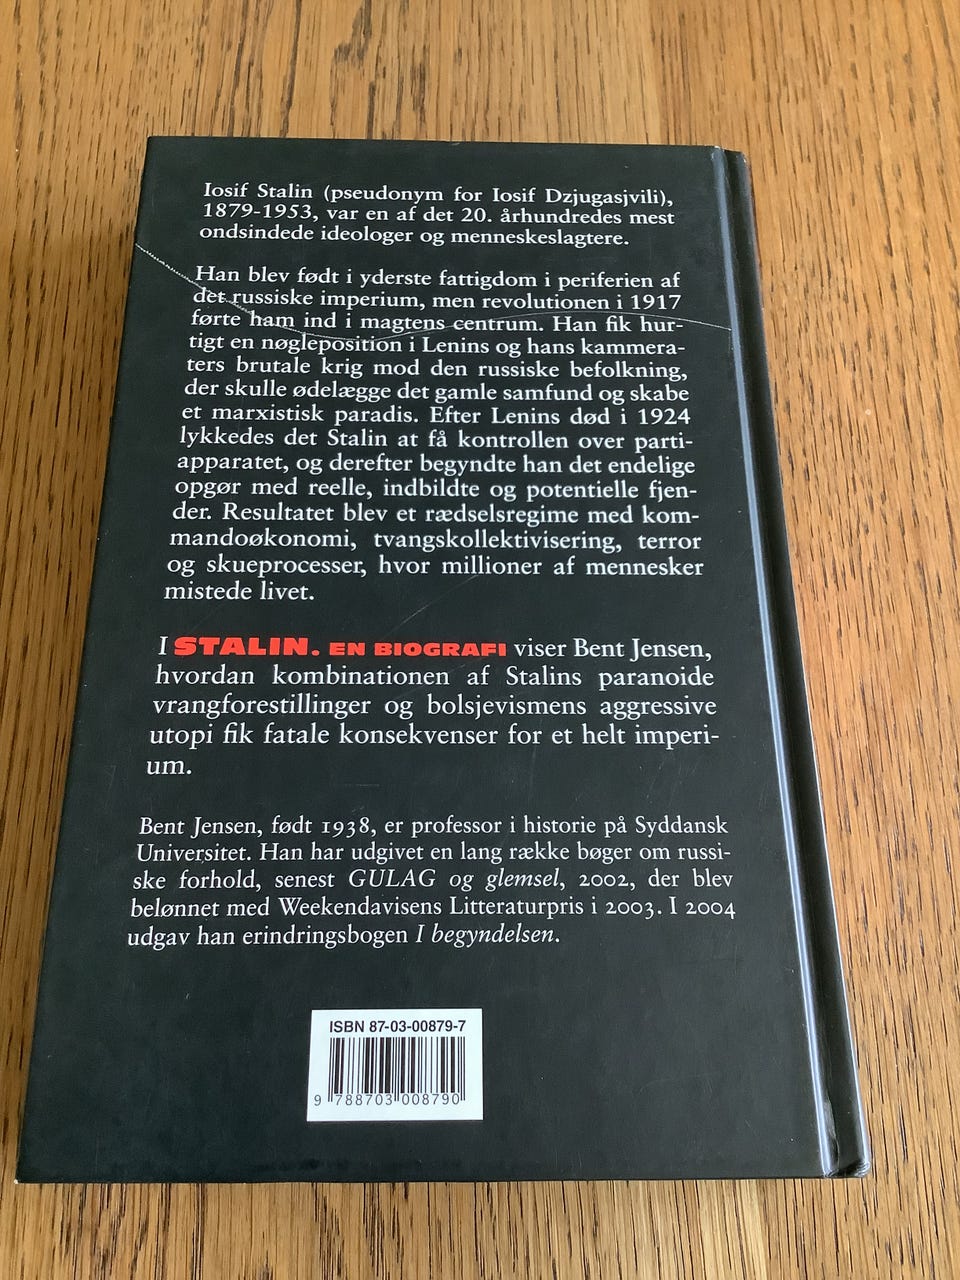 Iosif Stalin (pseudonym for Iosif Dzjugasjvili),
1879-1953, var en af det 20. århundredes mest
ondsindede ideologer og menneskeslagtere.
Han blev født i yderste fattigdom i periferien af
det russiske imperium, men revolutionen i 1917
førte ham ind i magtens centrum. Han fik hur-
tigt en nøgleposition i Lenins og hans kammera-
ters brutale krig mod den russiske befolkning,
der skulle ødelægge det gamle samfund og skabe
et marxistisk paradis. Efter Lenins død i 1924
lykkedes det Stalin at få kontrollen over parti-
apparatet, og derefter begyndte han det endelige
opgør med reelle, indbildte og potentielle fjen-
der. Resultatet blev et rædselsregime med kom-
mandoøkonomi, tvangskollektivisering, terror
og skueprocesser, hvor millioner af mennesker
mistede livet.
I STALIN. EN BIOGRAFI viser Bent Jensen,
hvordan kombinationen af Stalins paranoide
vrangforestillinger og bolsjevismens aggressive
utopi fik fatale konsekvenser for et helt imperi-
um.
Bent Jensen, født 1938, er professor i historie på Syddansk
Universitet. Han har udgivet en lang række bøger om russi-
ske forhold, senest GULAG og glemsel, 2002, der blev
belønnet med Weekendavisens Litteraturpris i 2003. I 2004
udgav han erindringsbogen I begyndelsen.
ISBN 87-03-00879-7
9 788703 008790